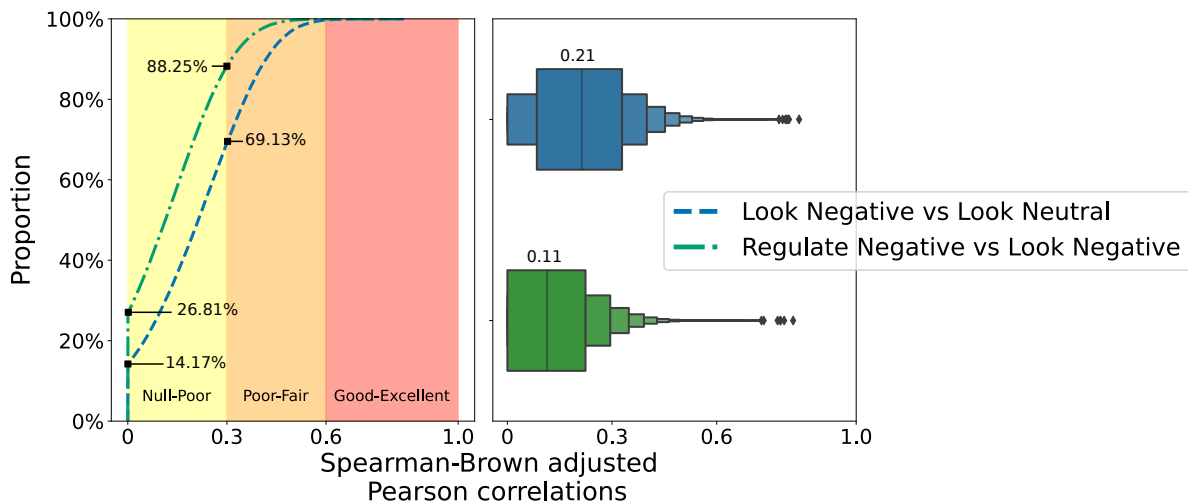 100%
80%
60%
40%
20%
0%
Proportion
88.25%
69.13%
26.81%
14.17%
Null-Poor
Poor-Fair
Good-Excellent
0
0.3
0.6
1.0
0.21
0.11
Look Negative vs Look Neutral
Regulate Negative vs Look Negative
0
0.3
0.6
1.0
Spearman-Brown adjusted
Pearson correlations